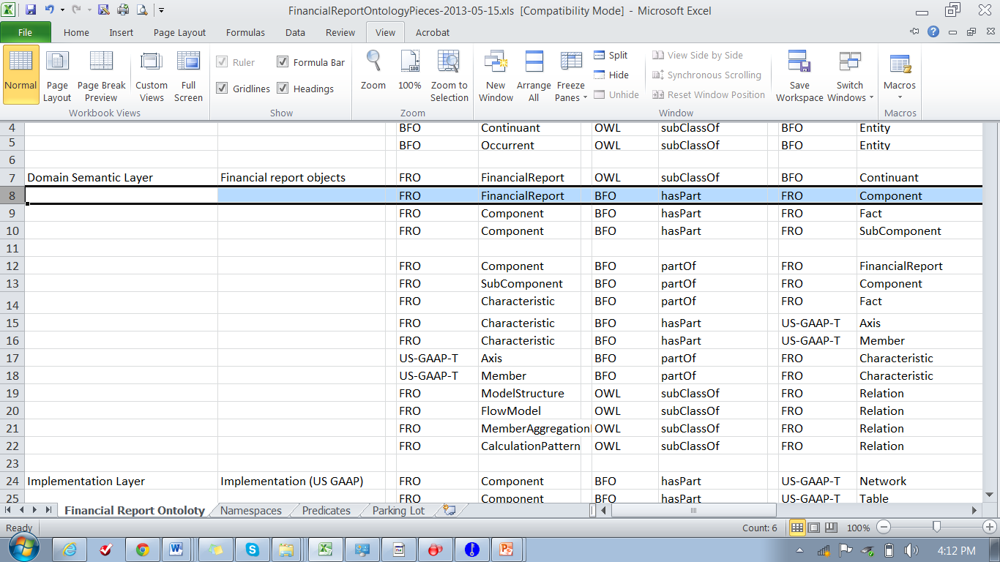 FinancialReportOntologyPieces-2013-05-15.xls [Compatibility Mode] - Microsoft Excel
File Home Insert Page Layout Formulas Data Review View Acrobat
Normal Page Layout Page Break Preview Custom Views Full Screen
Workbook Views
Ruler Formula Bar
Gridlines Headings
Show
Zoom 100% Zoom to Selection
Zoom
New Window Arrange All Freeze Panes
Split
Hide
Unhide
View Side by Side
Synchronous Scrolling
Reset Window Position
Save Workspace Switch Windows
Window
Macros
Macros
4 BFO Continuant OWL subClassOf BFO Entity
5 BFO Occurrent OWL subClassOf BFO Entity
6
7 Domain Semantic Layer Financial report objects FRO FinancialReport OWL subClassOf BFO Continuant
8 FRO FinancialReport BFO hasPart FRO Component
9 FRO Component BFO hasPart FRO Fact
10 FRO Component BFO hasPart FRO SubComponent
11
12 FRO Component BFO partOf FRO FinancialReport
13 FRO SubComponent BFO partOf FRO Component
14 FRO Characteristic BFO partOf FRO Fact
15 FRO Characteristic BFO hasPart US-GAAP-T Axis
16 FRO Characteristic BFO hasPart US-GAAP-T Member
17 US-GAAP-T Axis BFO partOf FRO Characteristic
18 US-GAAP-T Member BFO partOf FRO Characteristic
19 FRO ModelStructure OWL subClassOf FRO Relation
20 FRO FlowModel OWL subClassOf FRO Relation
21 FRO MemberAggregation OWL subClassOf FRO Relation
22 FRO CalculationPattern OWL subClassOf FRO Relation
23
24 Implementation Layer Implementation (US GAAP) FRO Component BFO hasPart US-GAAP-T Network
25 FRO Component BFO hasPart US-GAAP-T Table
Financial Report Ontoloty Namespaces Predicates Parking Lot
Ready Count: 6 100%
4:12 PM